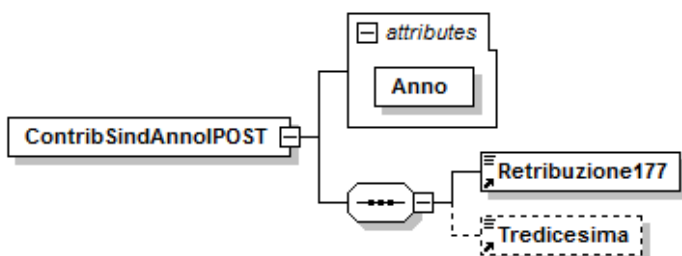 attributes
Anno
ContribSindAnnoIPOST
Retribuzione177
Tredicesima